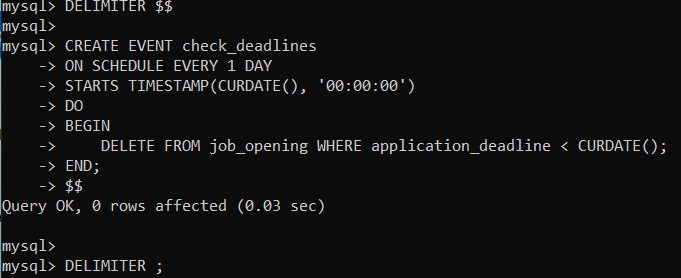 mysql> DELIMITER $$
mysql>
mysql> CREATE EVENT check_deadlines
    -> ON SCHEDULE EVERY 1 DAY
    -> STARTS TIMESTAMP(CURDATE(), '00:00:00')
    -> DO
    -> BEGIN
    ->     DELETE FROM job_opening WHERE application_deadline < CURDATE();
    -> END;
    -> $$
Query OK, 0 rows affected (0.03 sec)
mysql>
mysql> DELIMITER ;